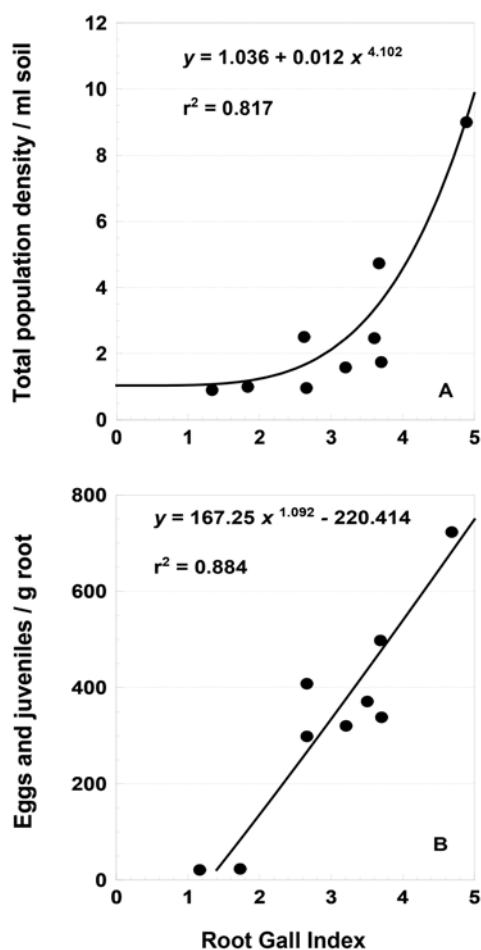 Total population density / ml soil
12
10
8
6
4
2
0
y = 1.036 + 0.012 x 4.102
r2 = 0.817
A
0 1 2 3 4 5
Eggs and juveniles / g root
800
600
400
200
0
y = 167.25 x 1.092 - 220.414
r2 = 0.884
B
0 1 2 3 4 5
Root Gall Index